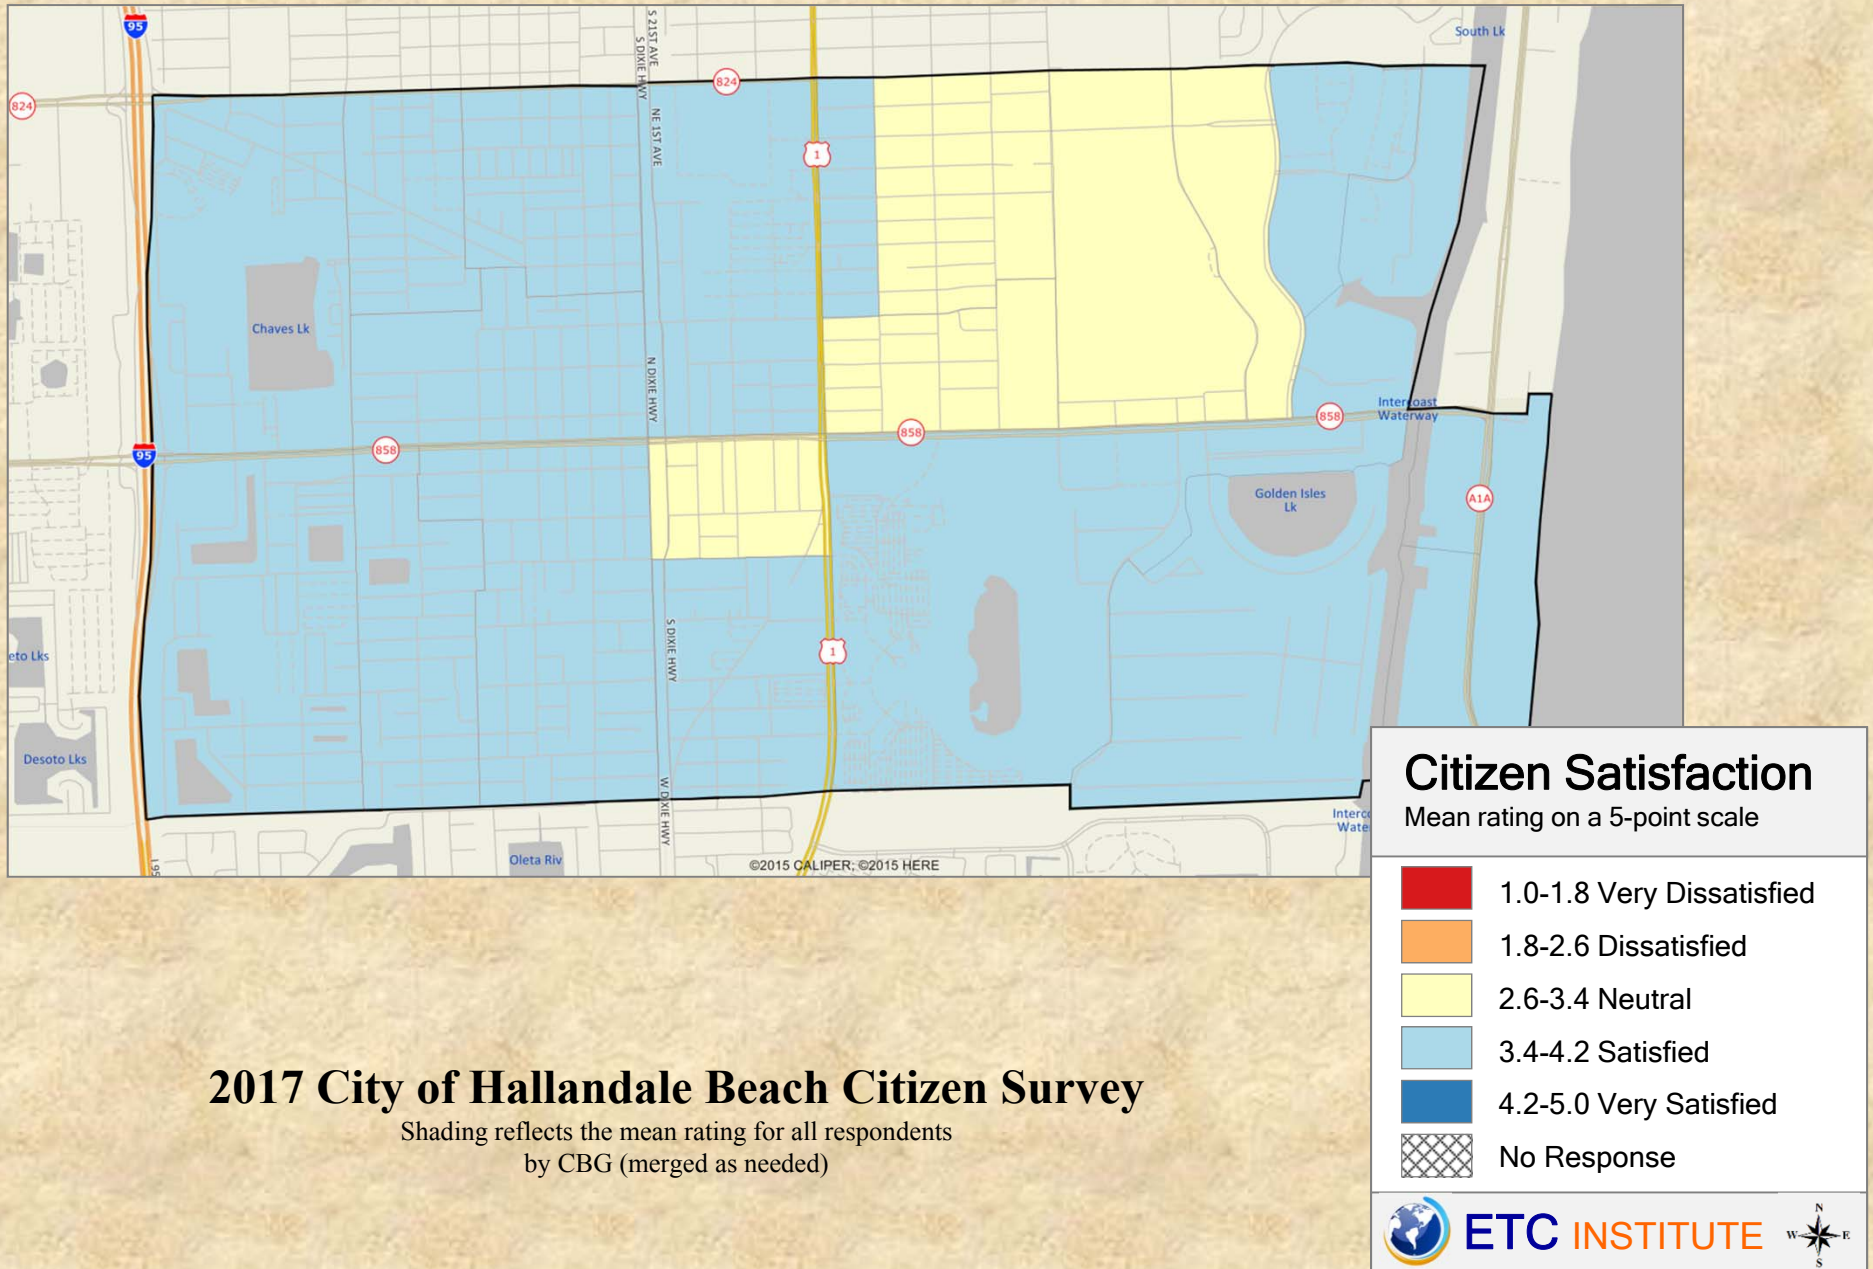 95
S 21ST AVE
S DIXIE HWY
South Lk
824
824
NE 1ST AVE
1
Chaves Lk
N DIXIE HWY
Intercoast
Waterway
858
858
858
95
Golden Isles
Lk
A1A
S DIXIE HWY
1
eto Lks
Desoto Lks
W DIXIE HWY
Interco
Wate
Oleta Riv
I 95
©2015 CALIPER; ©2015 HERE
Citizen Satisfaction
Mean rating on a 5-point scale
1.0-1.8 Very Dissatisfied
1.8-2.6 Dissatisfied
2.6-3.4 Neutral
3.4-4.2 Satisfied
4.2-5.0 Very Satisfied
No Response
2017 City of Hallandale Beach Citizen Survey
Shading reflects the mean rating for all respondents
by CBG (merged as needed)
ETC INSTITUTE
N
W E
S